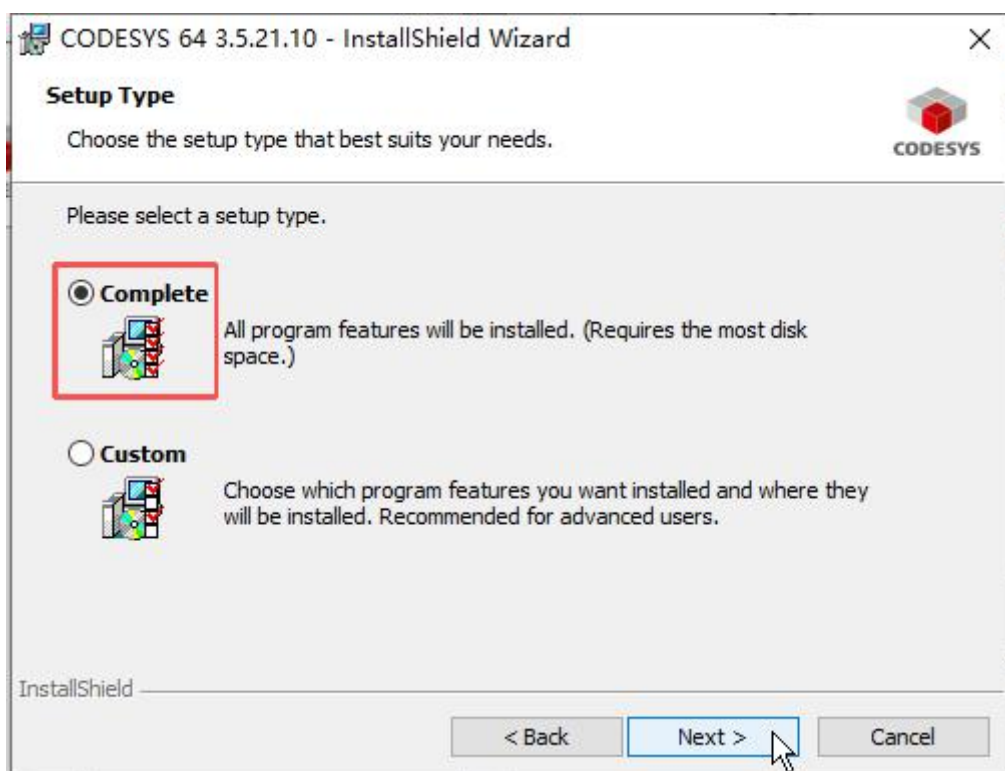 CODESYS 64 3.5.21.10 - InstallShield Wizard
Setup Type
Choose the setup type that best suits your needs.
CODESYS
Please select a setup type.
Complete
All program features will be installed. (Requires the most disk
space.)
Custom
Choose which program features you want installed and where they
will be installed. Recommended for advanced users.
InstallShield
< Back
Next >
Cancel